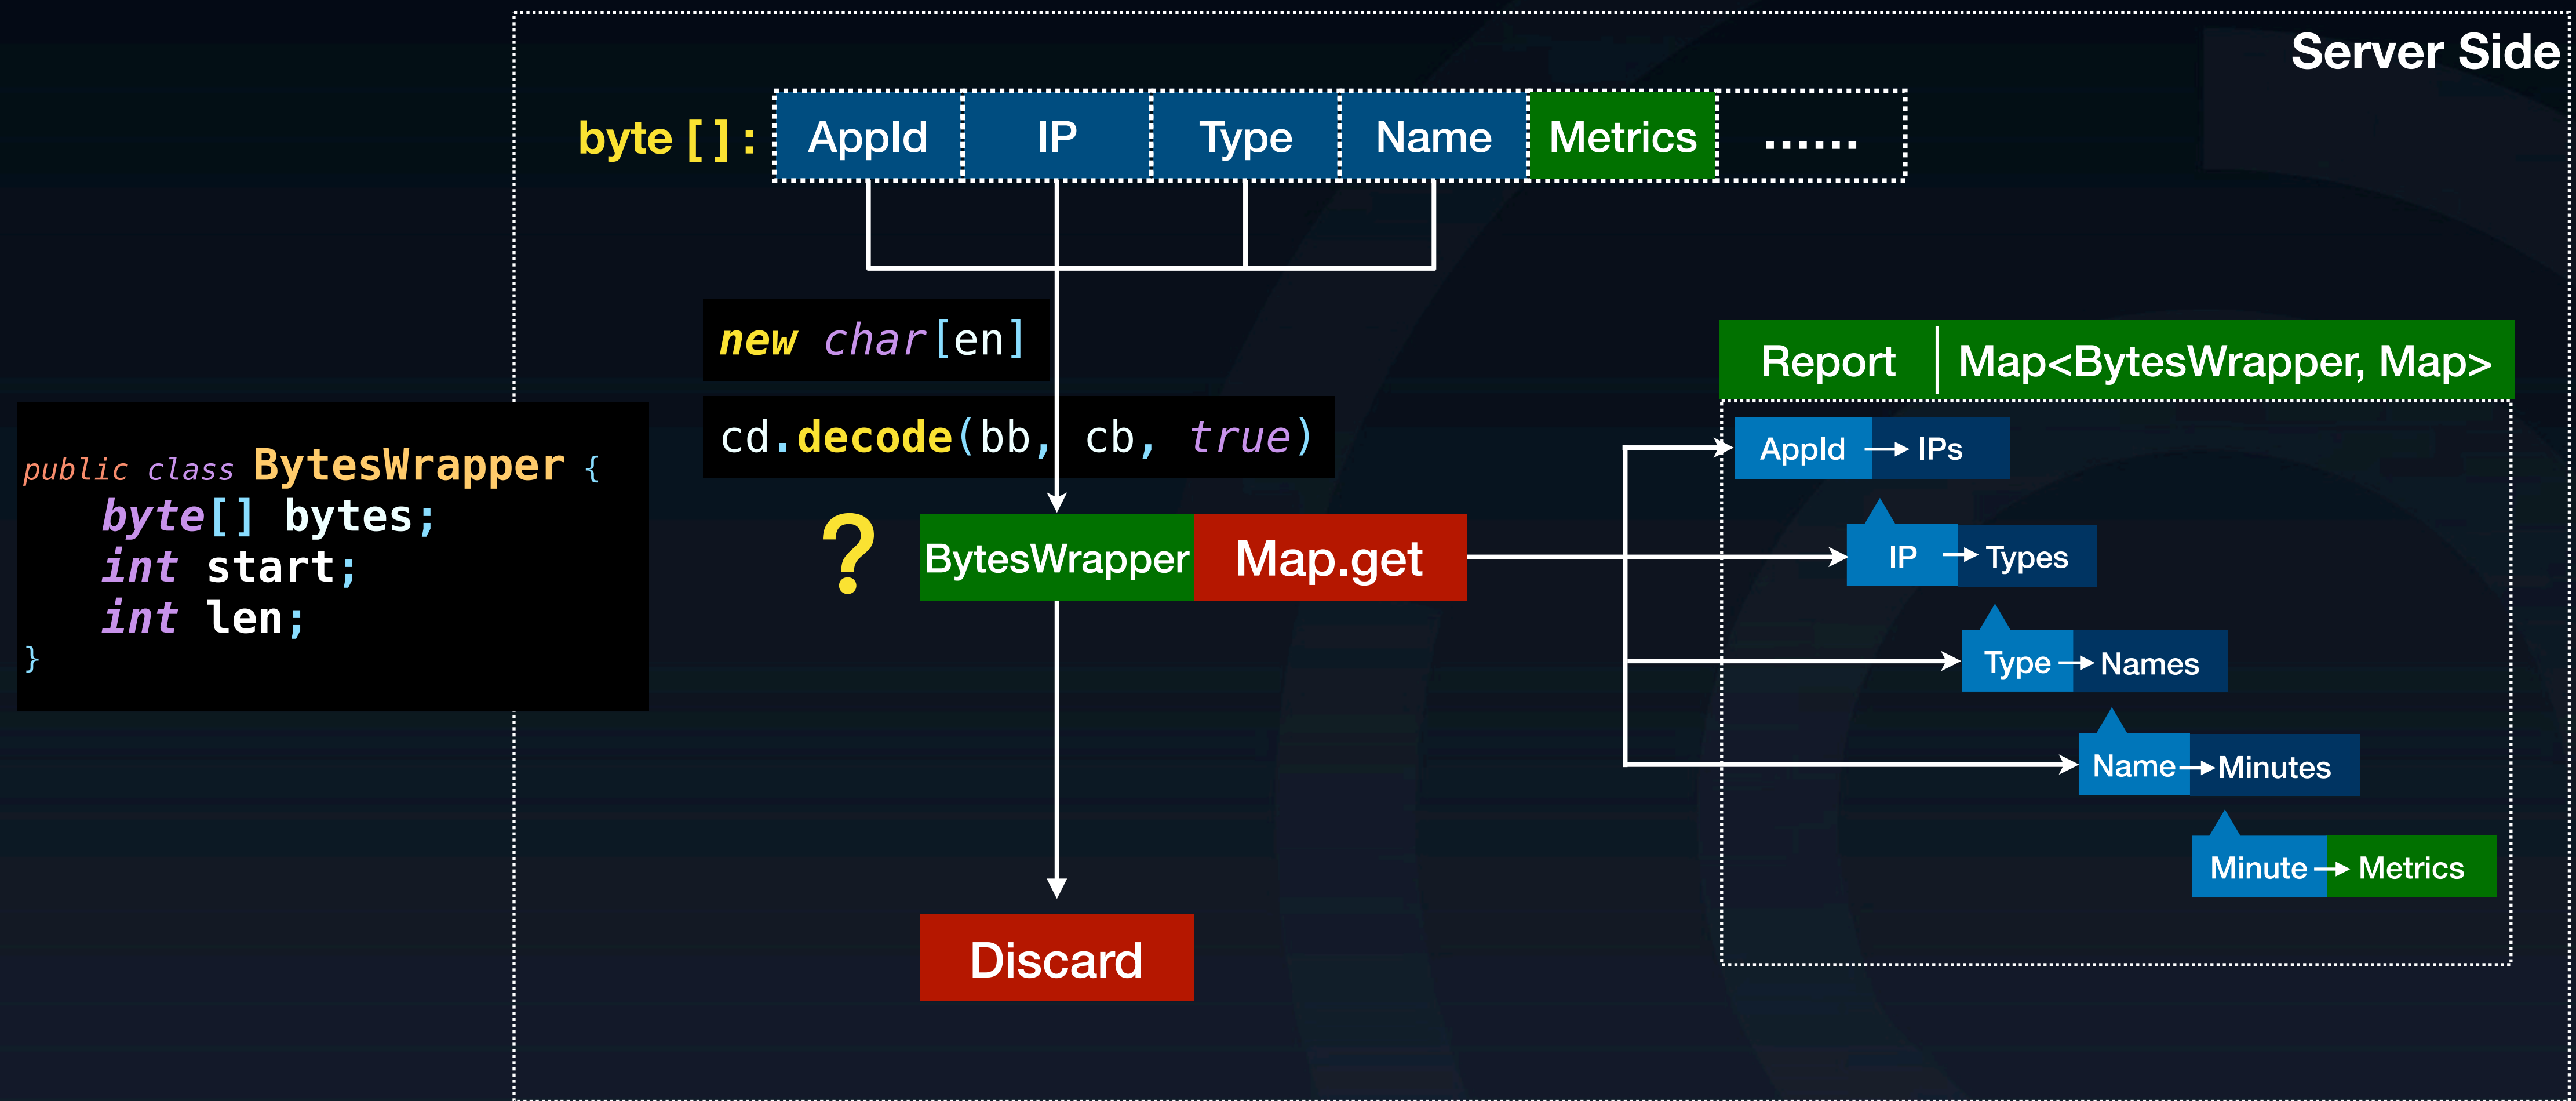 Server Side
byte [ ] : AppId IP Type Name Metrics ......
new char[en]
cd.decode(bb, cb, true)
public class BytesWrapper {
byte[] bytes;
int start;
int len;
}
?
BytesWrapper Map.get
Discard
Report Map<BytesWrapper, Map>
AppId IPs
IP Types
Type Names
Name Minutes
Minute Metrics